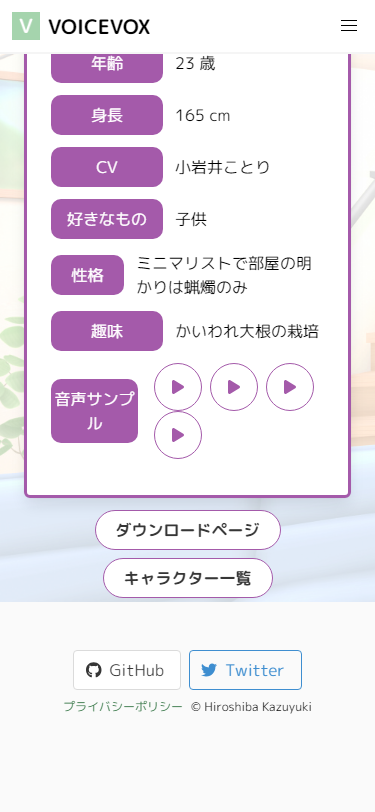 V VOICEVOX
年齢 23 歳
身長 165 cm
CV 小岩井ことり
好きなもの 子供
性格 ミニマリストで部屋の明
かりは蝋燭のみ
趣味 かいわれ大根の栽培
音声サンプ
ル
ダウンロードページ
キャラクター一覧
GitHub Twitter
プライバシーポリシー © Hiroshiba Kazuyuki